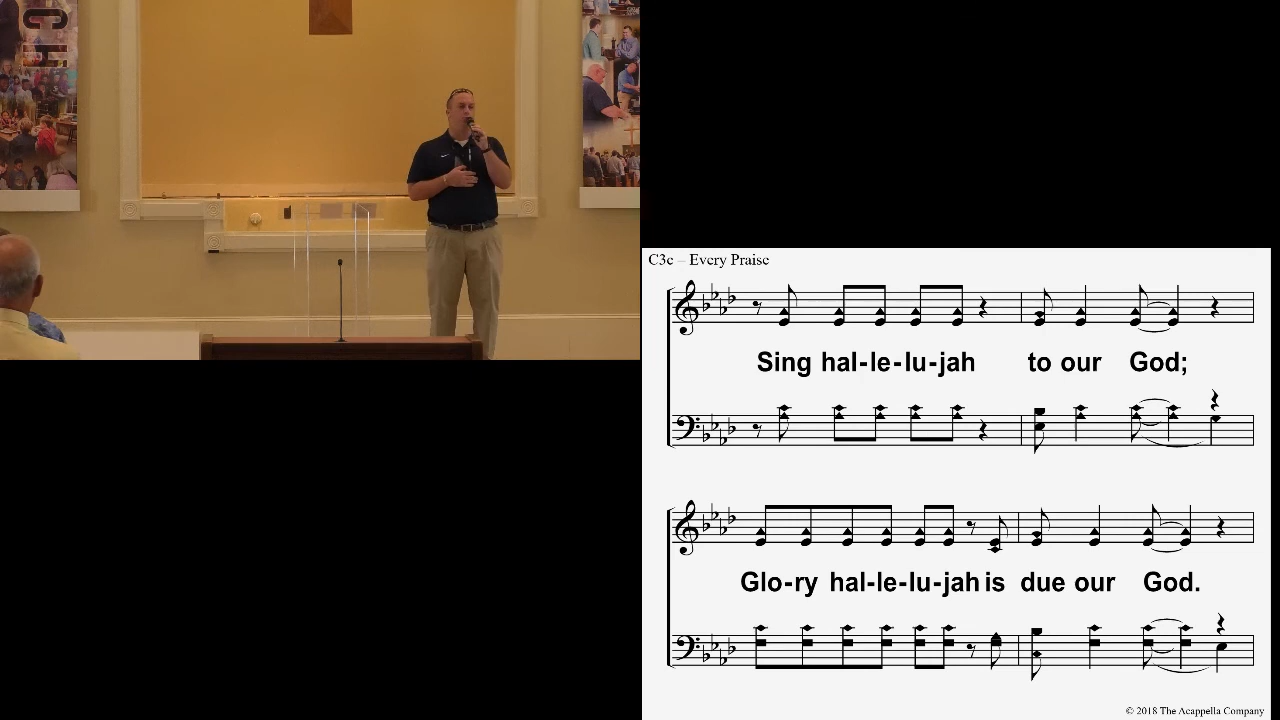 CH
C3c – Every Praise
Sing hal-le-lu-jah to our God;
Glo-ry hal-le-lu-jah is due our God.
© 2018 The Acappella Company